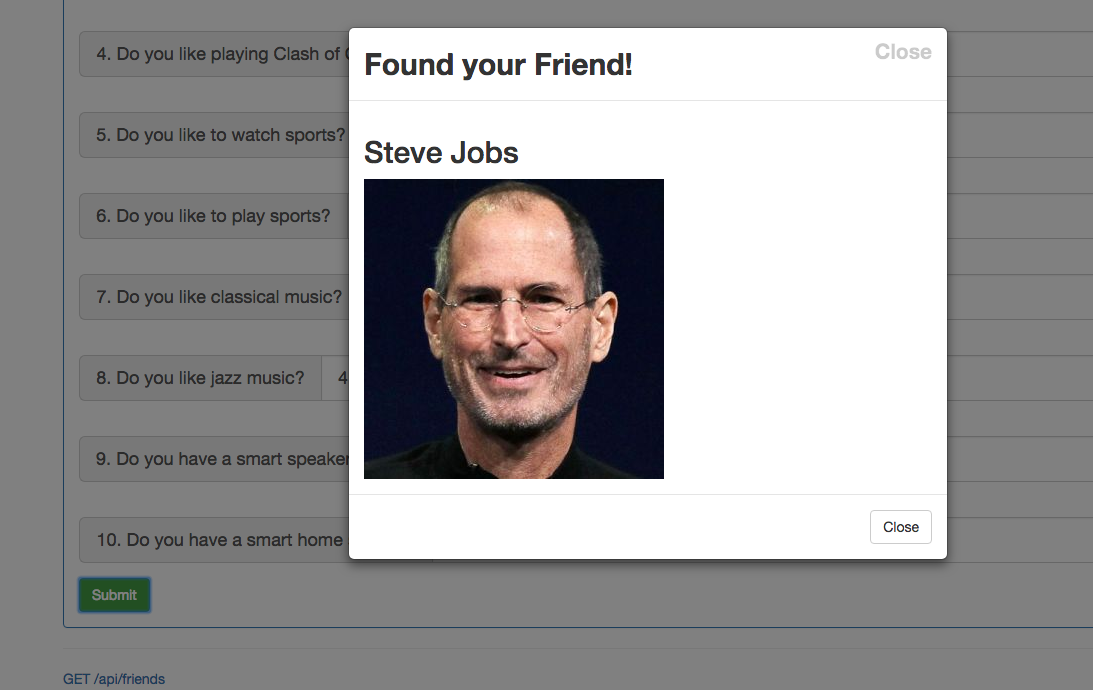 4. Do you like playing Clash of
Found your Friend!
Close
5. Do you like to watch sports?
Steve Jobs
6. Do you like to play sports?
7. Do you like classical music?
8. Do you like jazz music?
4
9. Do you have a smart speaker
10. Do you have a smart home
Close
Submit
GET /api/friends